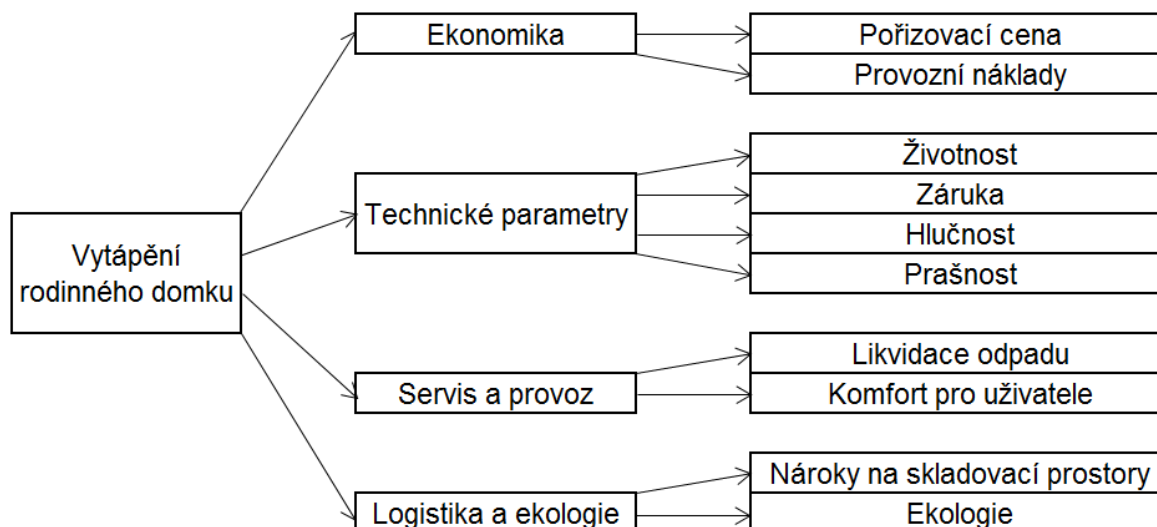 Ekonomika
Pořizovací cena
Provozní náklady
Životnost
Technické parametry
Záruka
Hlučnost
Prašnost
Vytápění
rodinného domku
Likvidace odpadu
Servis a provoz
Komfort pro uživatele
Nároky na skladovací prostory
Logistika a ekologie
Ekologie